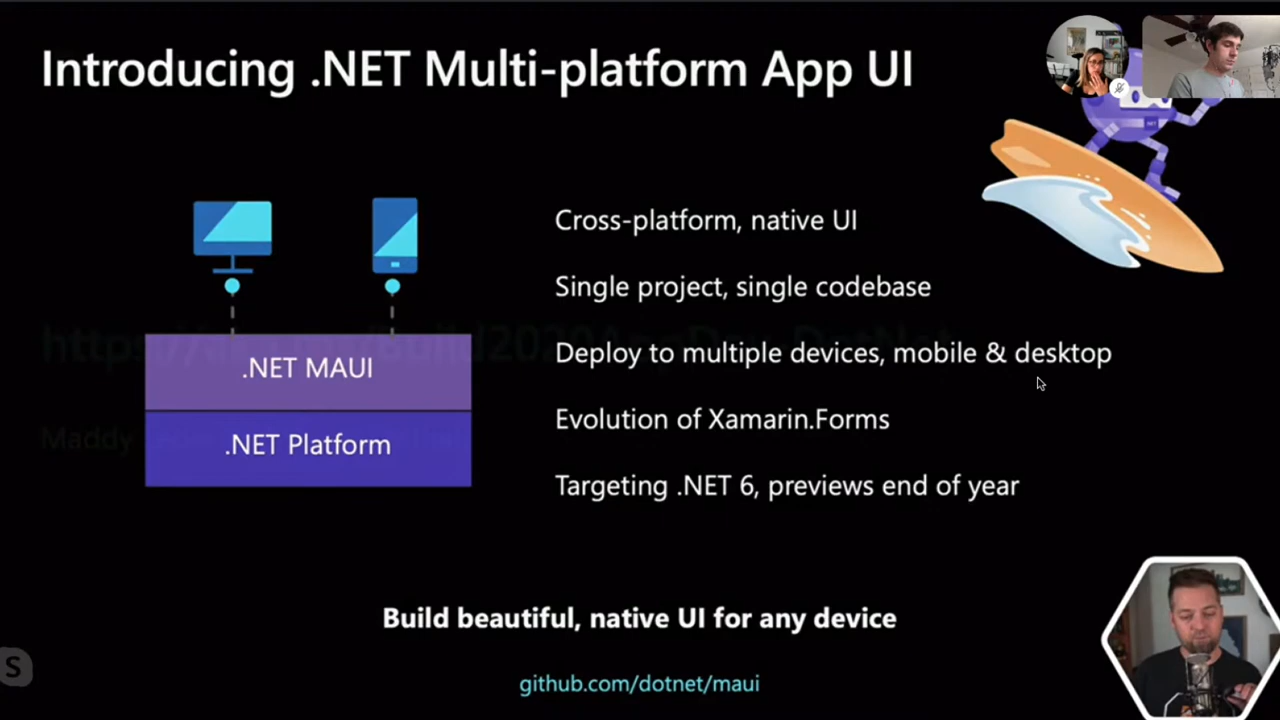 Introducing .NET Multi-platform App UI
.NET MAUI
.NET Platform
Cross-platform, native UI
Single project, single codebase
Deploy to multiple devices, mobile & desktop
Evolution of Xamarin.Forms
Targeting .NET 6, previews end of year
Build beautiful, native UI for any device
github.com/dotnet/maui
S
Maddy